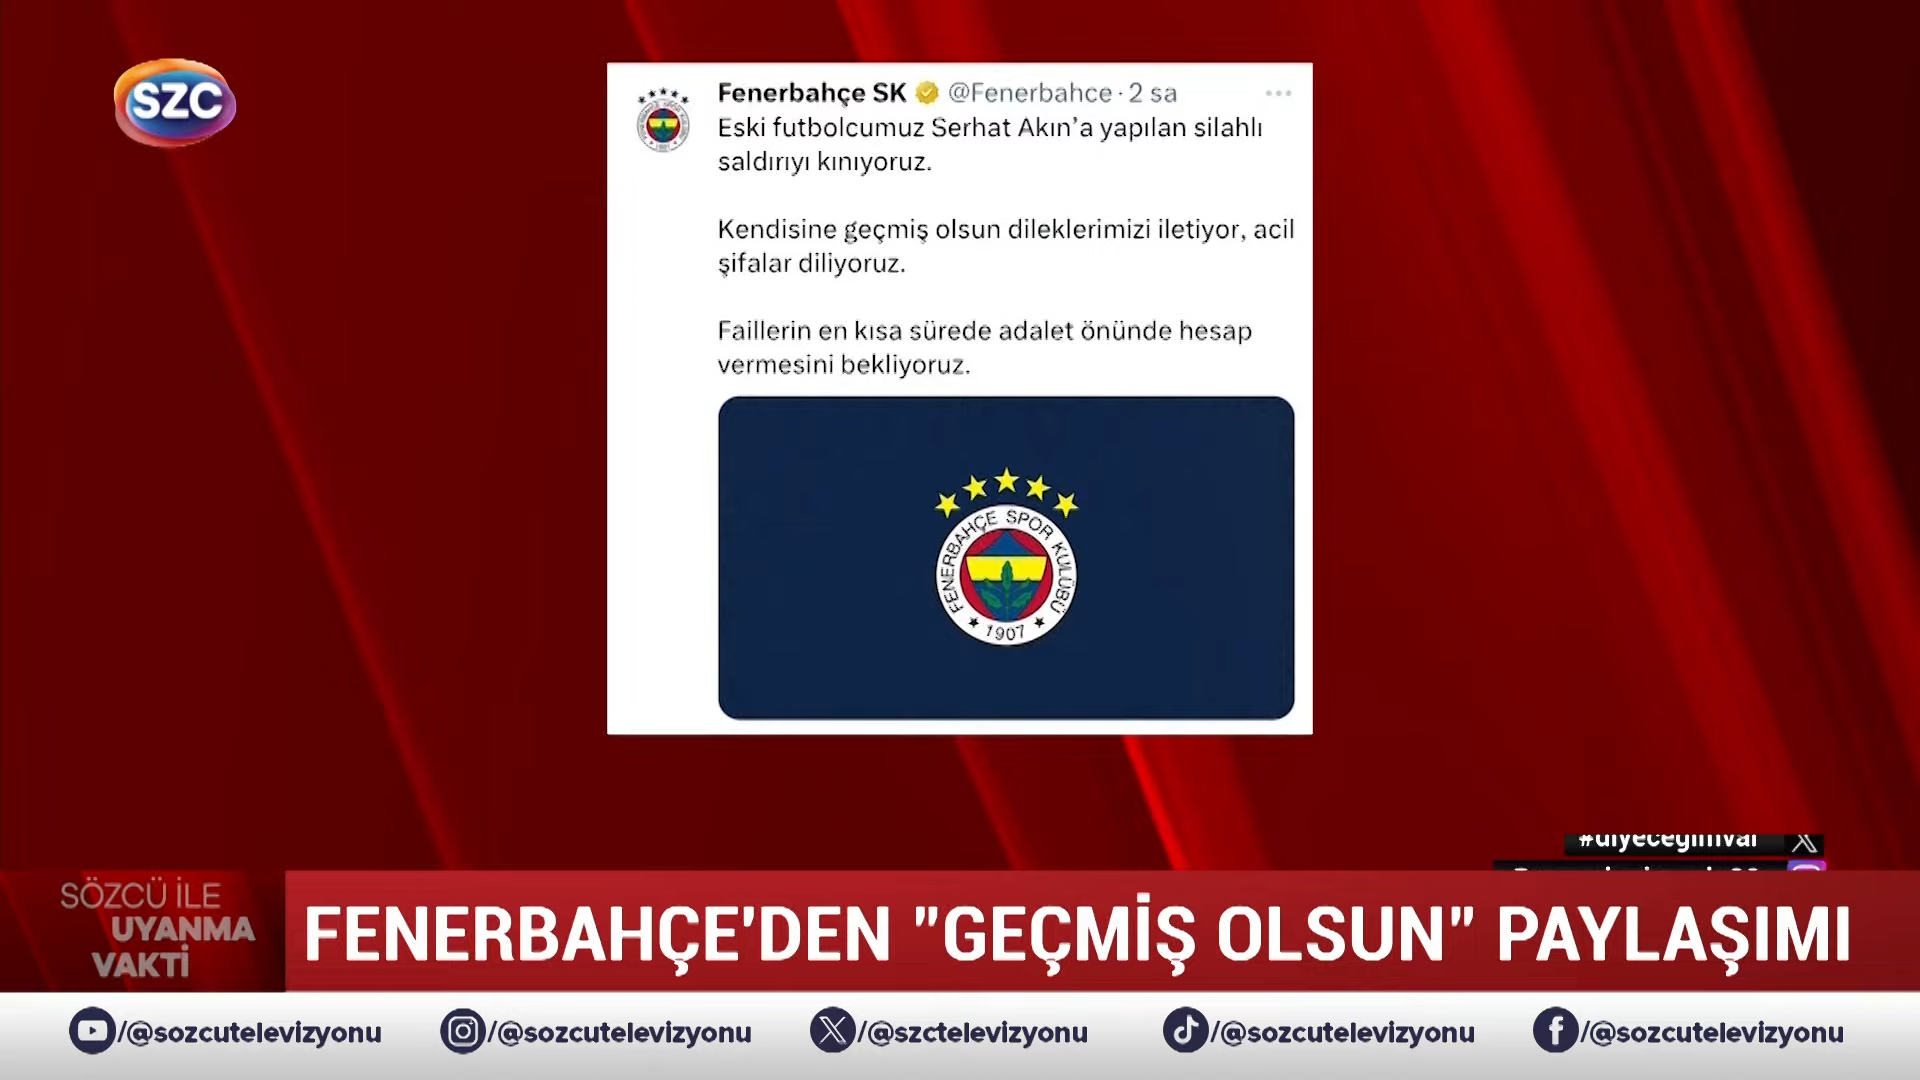 SZC
Fenerbahçe SK @Fenerbahce · 2 sa
Eski futbolcumuz Serhat Akın’a yapılan silahlı
saldırıyı kınıyoruz.
Kendisine geçmiş olsun dileklerimizi iletiyor, acil
şifalar diliyoruz.
Faillerin en kısa sürede adalet önünde hesap
vermesini bekliyoruz.
FENERBAHÇE SPOR KULÜBÜ
1907
#diyeceğimvar
SÖZCÜ İLE
UYANMA
VAKTİ
FENERBAHÇE'DEN "GEÇMİŞ OLSUN" PAYLAŞIMI
/@sozcutelevizyonu
/@sozcutelevizyonu
/@szctelevizyonu
/@sozcutelevizyonu
/@sozcutelevizyonu